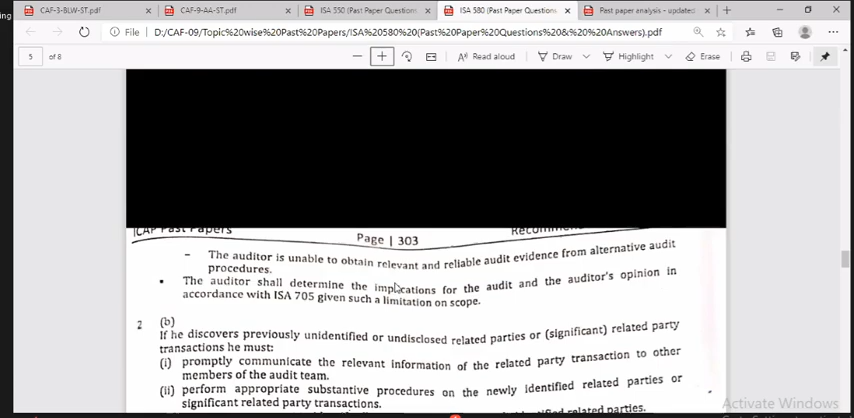 ing
CAF-3-BLW-ST.pdf
CAF-9-AA-ST.pdf
ISA 550 (Past Paper Questions
ISA 580 (Past Paper Questions
Past paper analysis - updated
File D:/CAF-09/Topic%20wise%20Past%20Papers/ISA%20580%20(Past%20Paper%20Questions%20&%20%20Answers).pdf
5 of 8
Read aloud
Draw
Highlight
Erase
ICAP Past Papers
Page | 303
- The auditor is unable to obtain relevant and reliable audit evidence from alternative audit
procedures.
▪ The auditor shall determine the implications for the audit and the auditor's opinion in
accordance with ISA 705 given such a limitation on scope.
2 (b)
If he discovers previously unidentified or undisclosed related parties or (significant) related party
transactions he must:
(i) promptly communicate the relevant information of the related party transaction to other
members of the audit team.
(ii) perform appropriate substantive procedures on the newly identified related parties or
significant related party transactions.
related parties.
Activate Windows